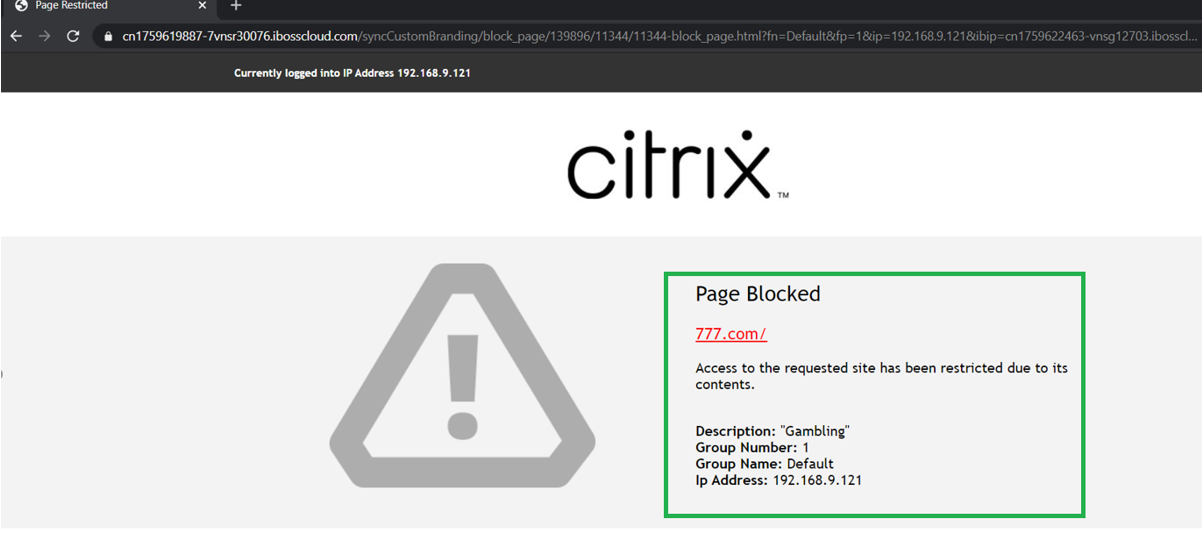 Page Restricted
cn1759619887-7vnsr30076.ibosscloud.com/syncCustomBranding/block_page/139896/11344/11344-block_page.html?fn=Default&fp=1&ip=192.168.9.121&ibip=cn1759622463-vnsg12703.ibosscl...
Currently logged into IP Address 192.168.9.121
citrix™
Page Blocked
777.com/
Access to the requested site has been restricted due to its
contents.
Description: "Gambling"
Group Number: 1
Group Name: Default
Ip Address: 192.168.9.121